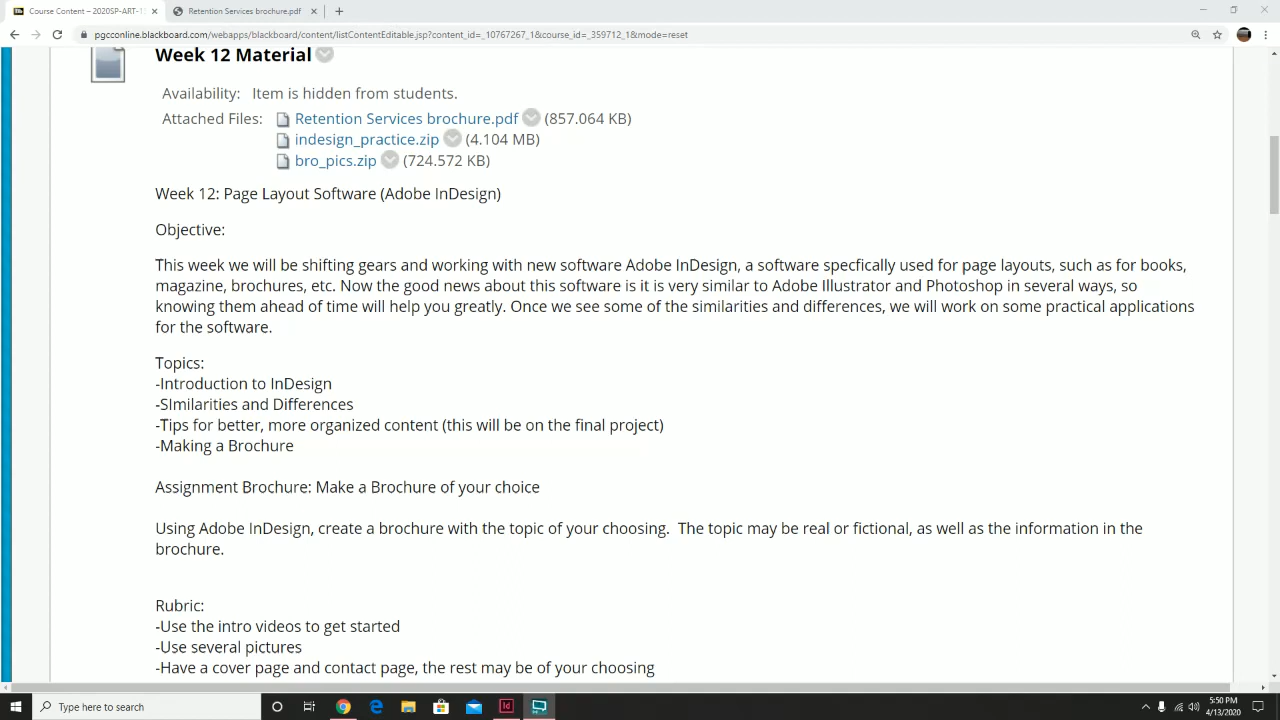 Course Content – 2020SP-ART-1
Retention Services brochure.pdf
pgcconline.blackboard.com/webapps/blackboard/content/listContentEditable.jsp?content_id=_10767267_1&course_id=_359712_1&mode=reset
Week 12 Material
Availability: Item is hidden from students.
Attached Files: Retention Services brochure.pdf (857.064 KB)
indesign_practice.zip (4.104 MB)
bro_pics.zip (724.572 KB)
Week 12: Page Layout Software (Adobe InDesign)
Objective:
This week we will be shifting gears and working with new software Adobe InDesign, a software specfically used for page layouts, such as for books,
magazine, brochures, etc. Now the good news about this software is it is very similar to Adobe Illustrator and Photoshop in several ways, so
knowing them ahead of time will help you greatly. Once we see some of the similarities and differences, we will work on some practical applications
for the software.
Topics:
-Introduction to InDesign
-SImilarities and Differences
-Tips for better, more organized content (this will be on the final project)
-Making a Brochure
Assignment Brochure: Make a Brochure of your choice
Using Adobe InDesign, create a brochure with the topic of your choosing. The topic may be real or fictional, as well as the information in the
brochure.
Rubric:
-Use the intro videos to get started
-Use several pictures
-Have a cover page and contact page, the rest may be of your choosing
Type here to search
Id
5:50 PM
4/13/2020